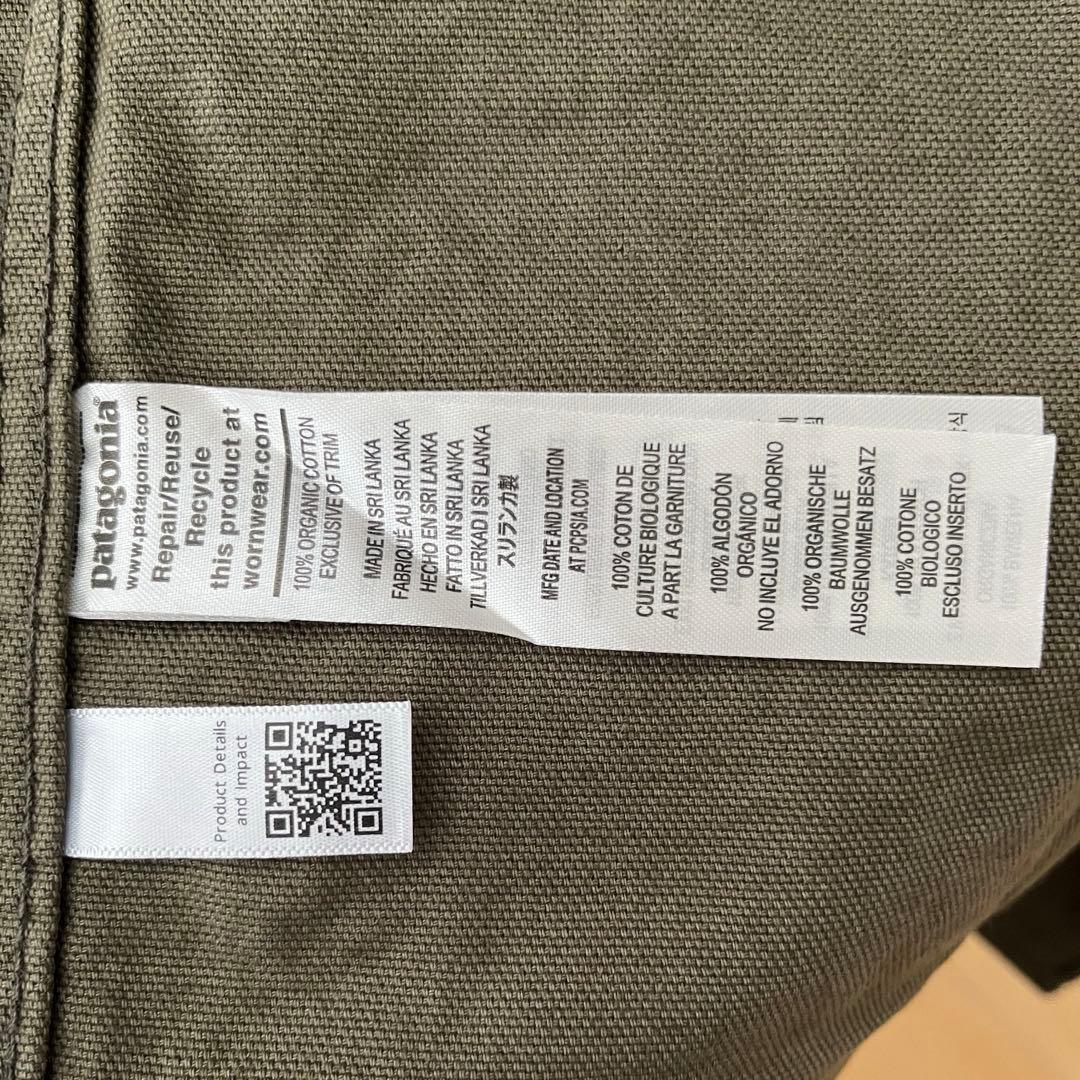 patagonia®
www.patagonia.com
Repair/Reuse/
Recycle
this product at
wornwear.com
100% ORGANIC COTTON
EXCLUSIVE OF TRIM
MADE IN SRI LANKA
FABRIQUÉ AU SRI LANKA
HECHO EN SRI LANKA
FATTO IN SRI LANKA
TILLVERKAD I SRI LANKA
スリランカ製
MFG DATE AND LOCATION
AT PCPSIA.COM
100% COTON DE
CULTURE BIOLOGIQUE
A PART LA GARNITURE
100% ALGODÓN
ORGÁNICO
NO INCLUYE EL ADORNO
100% ORGANISCHE
BAUMWOLLE
AUSGENOMMEN BESATZ
100% COTONE
BIOLOGICO
ESCLUSO INSERTO
Product Details
and Impact